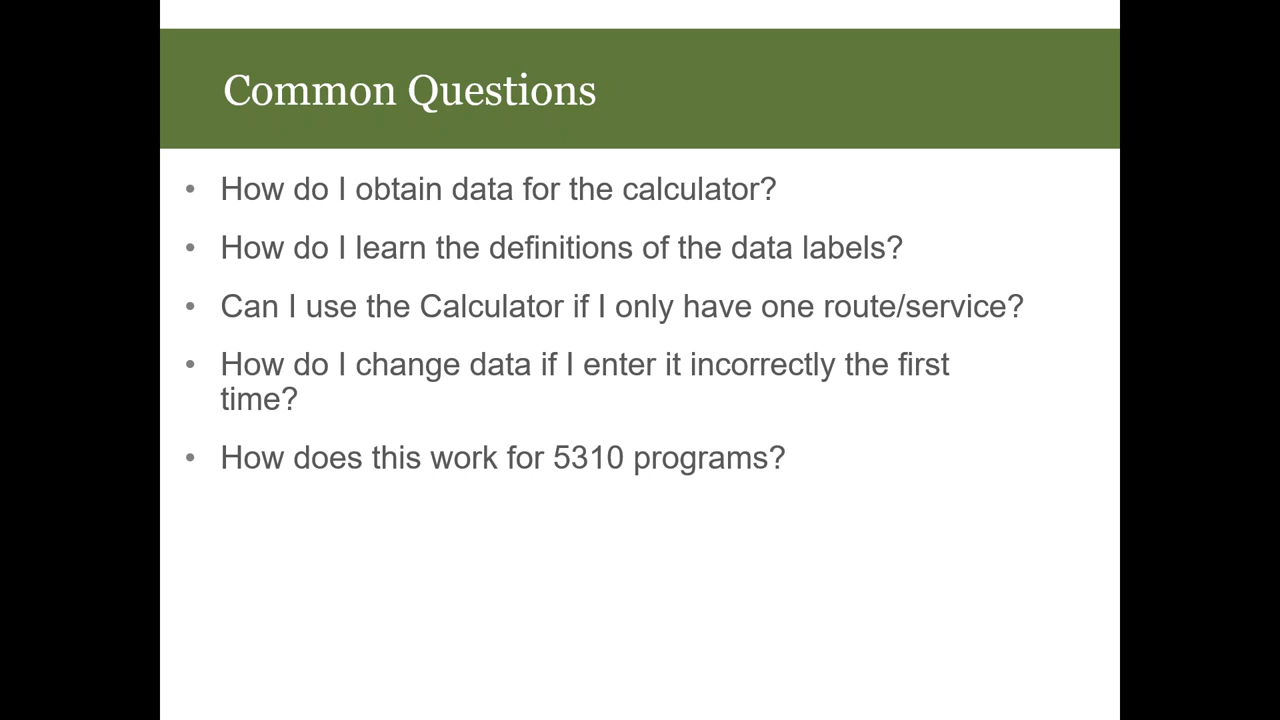 Common Questions
• How do I obtain data for the calculator?
• How do I learn the definitions of the data labels?
• Can I use the Calculator if I only have one route/service?
• How do I change data if I enter it incorrectly the first
time?
• How does this work for 5310 programs?